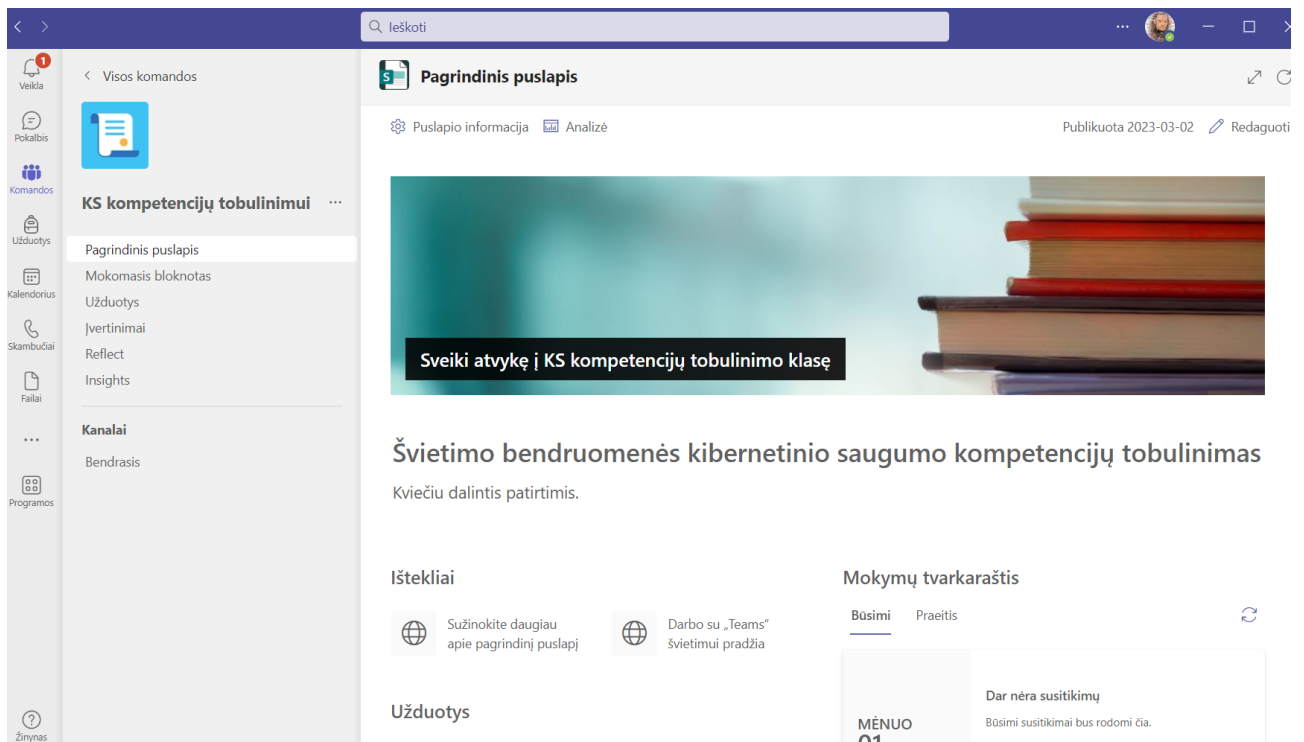 Ieškoti
1
Veikla
Pokalbis
Komandos
Užduotys
Kalendorius
Skambučiai
Failai
Programos
Žinynas
Visos komandos
KS kompetencijų tobulinimui
Pagrindinis puslapis
Mokomasis bloknotas
Užduotys
Įvertinimai
Reflect
Insights
Kanalai
Bendrasis
S
Pagrindinis puslapis
Puslapio informacija
Analizė
Publikuota 2023-03-02
Redaguoti
Sveiki atvykę į KS kompetencijų tobulinimo klasę
Švietimo bendruomenės kibernetinio saugumo kompetencijų tobulinimas
Kviečiu dalintis patirtimis.
Ištekliai
Sužinokite daugiau
apie pagrindinį puslapį
Darbo su „Teams“
švietimui pradžia
Užduotys
Mokymų tvarkaraštis
Būsimi
Praeitis
MĖNUO
01
Dar nėra susitikimų
Būsimi susitikimai bus rodomi čia.